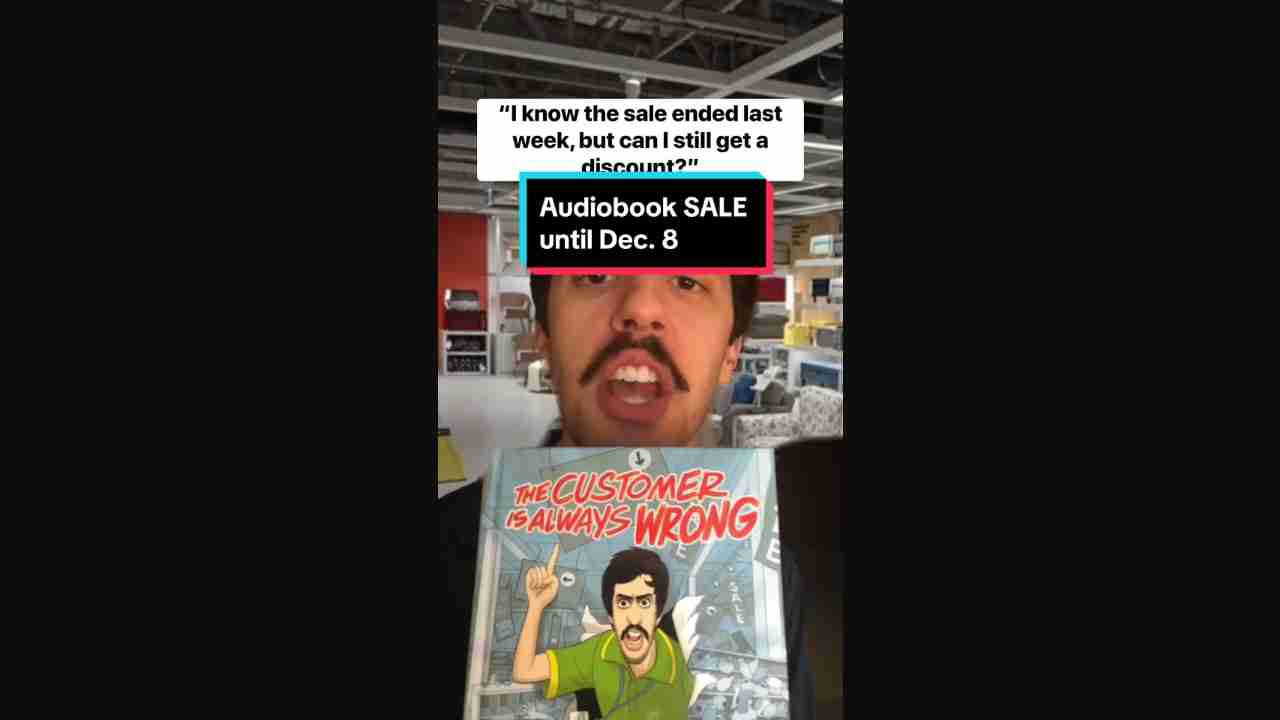 “I know the sale ended last
week, but can I still get a
discount?”
Audiobook SALE
until Dec. 8
THE CUSTOMER
IS ALWAYS WRONG
SALE